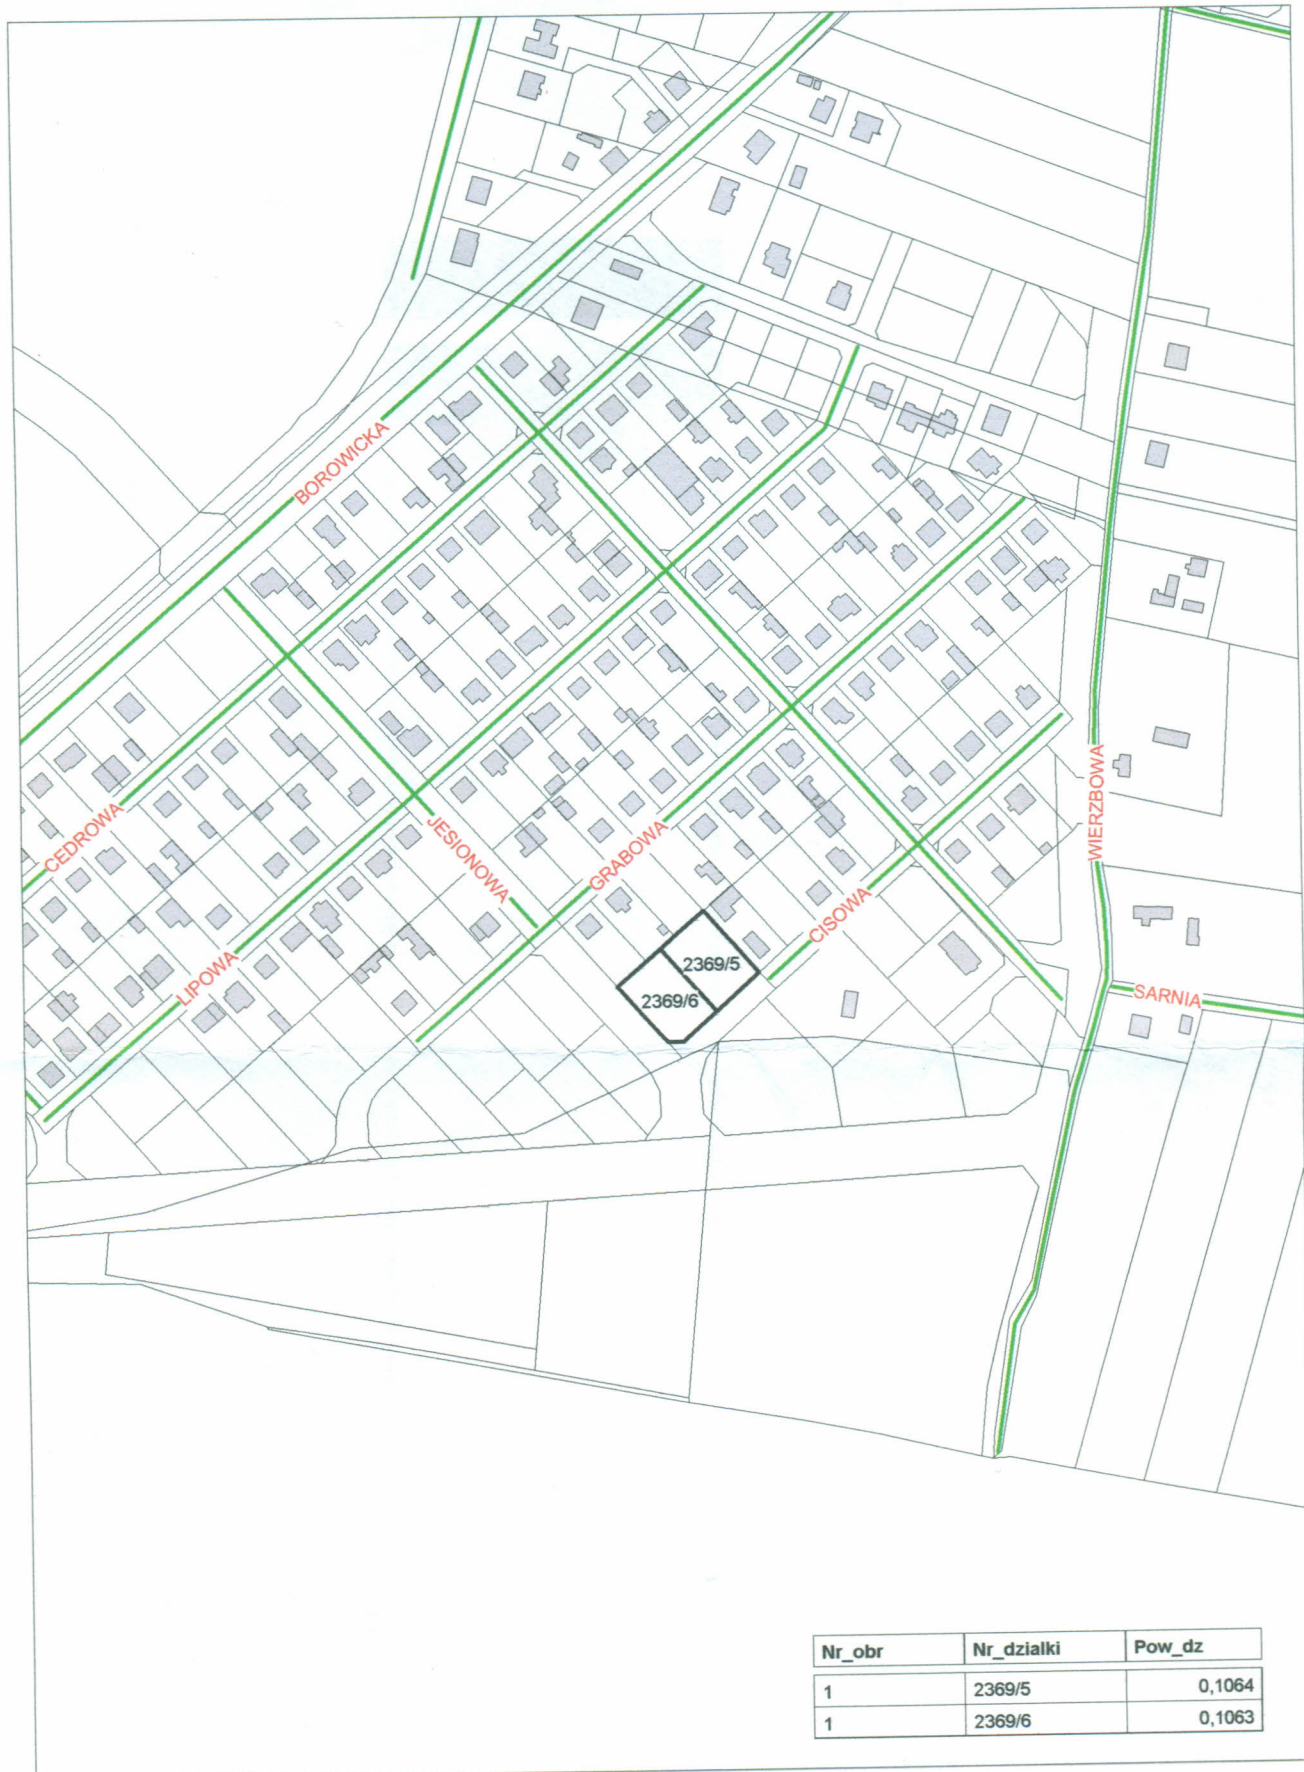 BOROWICKA
WIERZBOWA
CEDROWA
JESIONOWA
GRABOWA
CISOWA
LIPOWA
2369/5
2369/6
SARNIA
Nr_obr Nr_dzialki Pow_dz
1 2369/5 0,1064
1 2369/6 0,1063